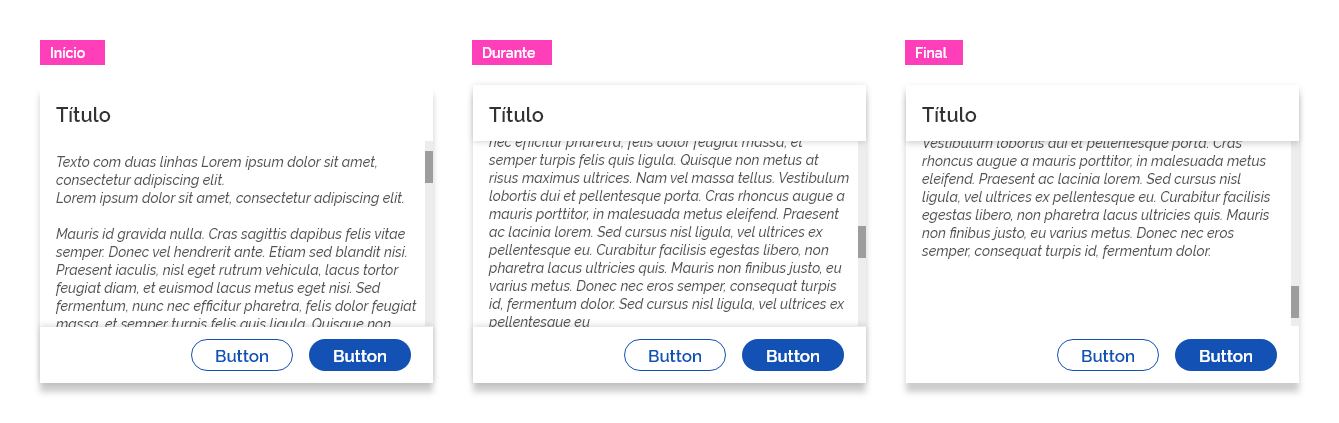 Início
Título
Texto com duas linhas Lorem ipsum dolor sit amet,
consectetur adipiscing elit.
Lorem ipsum dolor sit amet, consectetur adipiscing elit.
Mauris id gravida nulla. Cras sagittis dapibus felis vitae
semper. Donec vel hendrerit ante. Etiam sed blandit nisi.
Praesent iaculis, nisl eget rutrum vehicula, lacus tortor
feugiat diam, et euismod lacus metus eget nisi. Sed
fermentum, nunc nec efficitur pharetra, felis dolor feugiat
massa, et semper turpis felis quis ligula. Quisque non
Button
Button
Durante
Título
nec efficitur pharetra, felis dolor feugiat massa, et
semper turpis felis quis ligula. Quisque non metus at
risus maximus ultrices. Nam vel massa tellus. Vestibulum
lobortis dui et pellentesque porta. Cras rhoncus augue a
mauris porttitor, in malesuada metus eleifend. Praesent
ac lacinia lorem. Sed cursus nisl ligula, vel ultrices ex
pellentesque eu. Curabitur facilisis egestas libero, non
pharetra lacus ultricies quis. Mauris non finibus justo, eu
varius metus. Donec nec eros semper, consequat turpis
id, fermentum dolor. Sed cursus nisl ligula, vel ultrices ex
pellentesque eu
Button
Button
Final
Título
Vestibulum lobortis dui et pellentesque porta. Cras
rhoncus augue a mauris porttitor, in malesuada metus
eleifend. Praesent ac lacinia lorem. Sed cursus nisl
ligula, vel ultrices ex pellentesque eu. Curabitur facilisis
egestas libero, non pharetra lacus ultricies quis. Mauris
non finibus justo, eu varius metus. Donec nec eros
semper, consequat turpis id, fermentum dolor.
Button
Button